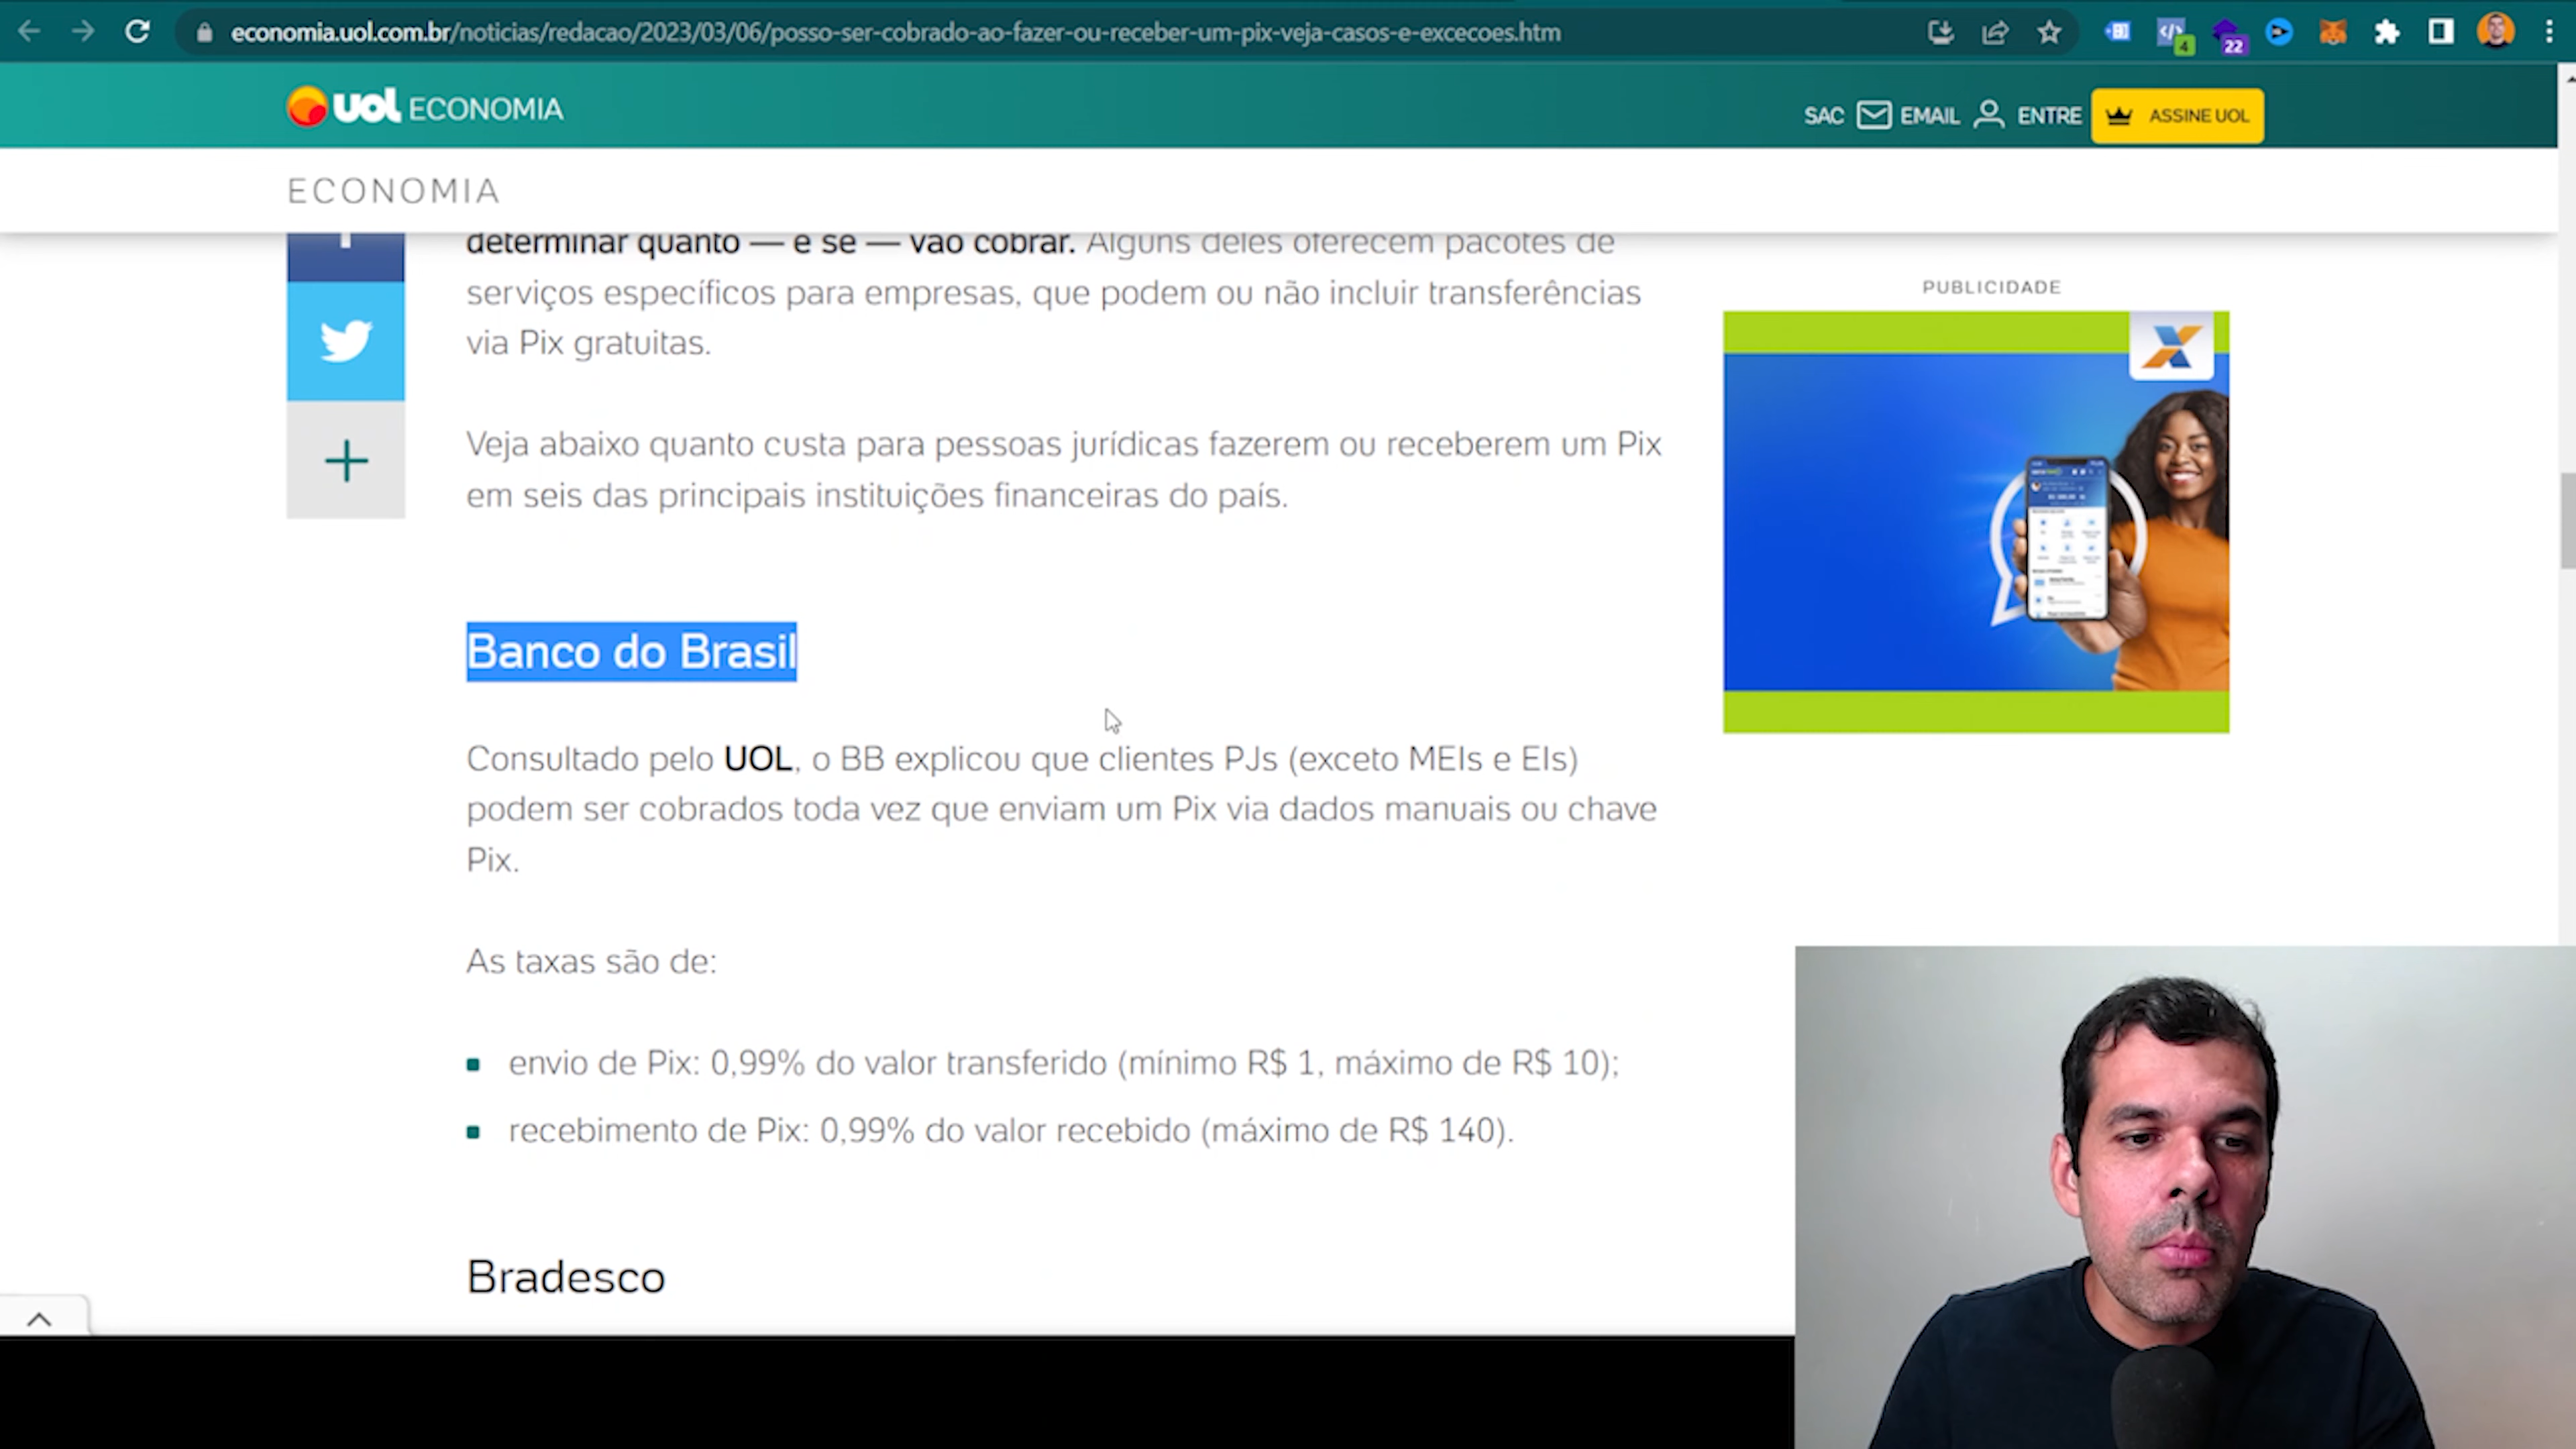 economia.uol.com.br/noticias/redacao/2023/03/06/posso-ser-cobrado-ao-fazer-ou-receber-um-pix-veja-casos-e-excecoes.htm
4
22
uol ECONOMIA
SAC EMAIL ENTRE ASSINE UOL
ECONOMIA
determinar quanto — e se — vão cobrar. Alguns deles oferecem pacotes de
serviços específicos para empresas, que podem ou não incluir transferências
via Pix gratuitas.
PUBLICIDADE
Veja abaixo quanto custa para pessoas jurídicas fazerem ou receberem um Pix
em seis das principais instituições financeiras do país.
Banco do Brasil
Consultado pelo UOL, o BB explicou que clientes PJs (exceto MEIs e EIs)
podem ser cobrados toda vez que enviam um Pix via dados manuais ou chave
Pix.
As taxas são de:
envio de Pix: 0,99% do valor transferido (mínimo R$ 1, máximo de R$ 10);
recebimento de Pix: 0,99% do valor recebido (máximo de R$ 140).
Bradesco